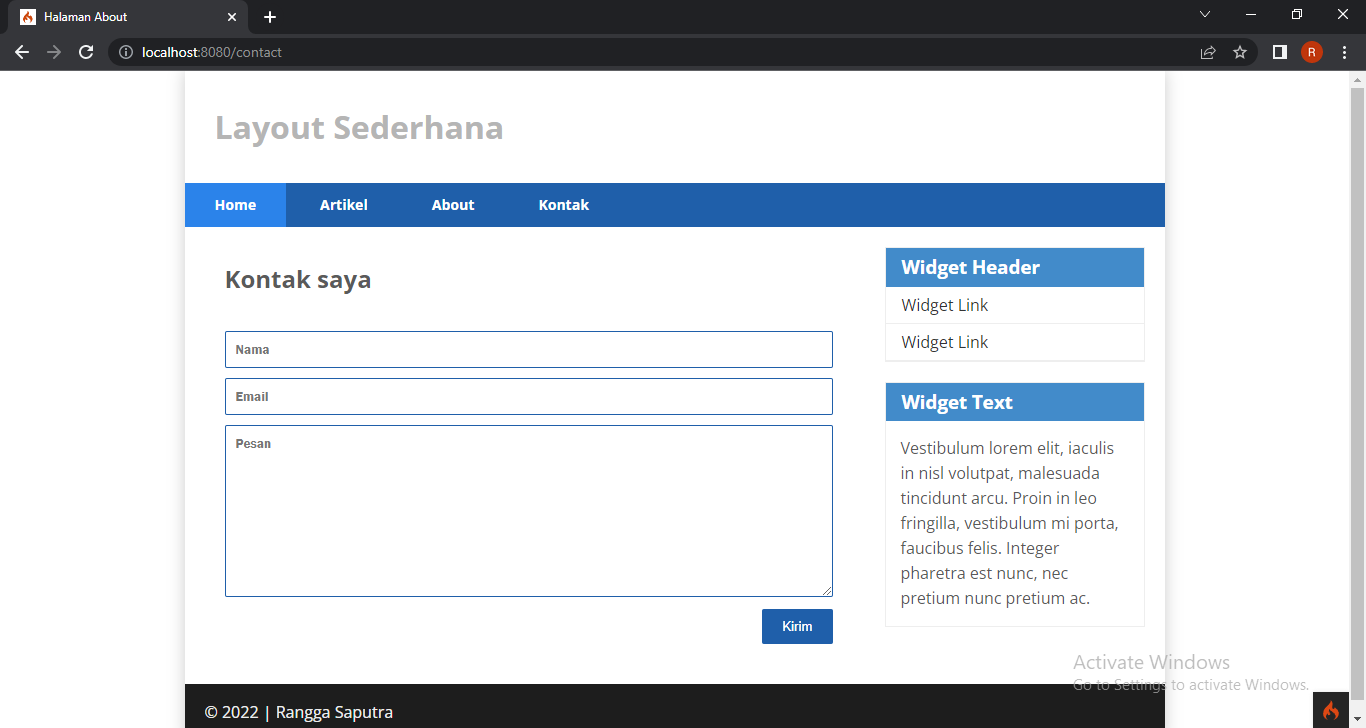 Halaman About
localhost:8080/contact
R
Layout Sederhana
Home Artikel About Kontak
Kontak saya
Nama
Email
Pesan
Kirim
Widget Header
Widget Link
Widget Link
Widget Text
Vestibulum lorem elit, iaculis
in nisl volutpat, malesuada
tincidunt arcu. Proin in leo
fringilla, vestibulum mi porta,
faucibus felis. Integer
pharetra est nunc, nec
pretium nunc pretium ac.
Activate Windows
Go to Settings to activate Windows.
© 2022 | Rangga Saputra